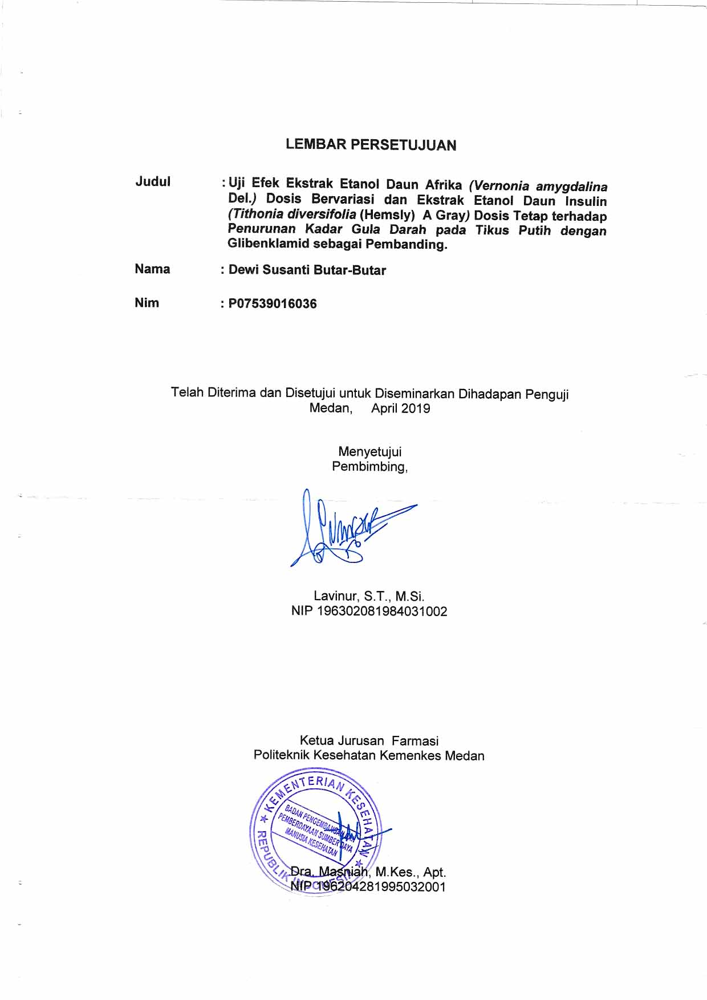 LEMBAR PERSETUJUAN
Judul : Uji Efek Ekstrak Etanol Daun Afrika (Vernonia amygdalina
Del.) Dosis Bervariasi dan Ekstrak Etanol Daun Insulin
(Tithonia diversifolia (Hemsly) A Gray) Dosis Tetap terhadap
Penurunan Kadar Gula Darah pada Tikus Putih dengan
Glibenklamid sebagai Pembanding.
Nama : Dewi Susanti Butar-Butar
Nim : P07539016036
Telah Diterima dan Disetujui untuk Diseminarkan Dihadapan Penguji
Medan, April 2019
Menyetujui
Pembimbing,
Lavinur, S.T., M.Si.
NIP 196302081984031002
Ketua Jurusan Farmasi
Politeknik Kesehatan Kemenkes Medan
KEMENTERIAN KESEHATAN
BADAN PENGEMBANGAN DAN
PEMBERDAYAAN SUMBER DAYA
MANUSIA KESEHATAN
REPUBLIK INDONESIA
Dra. Masniah, M.Kes., Apt.
NIP 196204281995032001